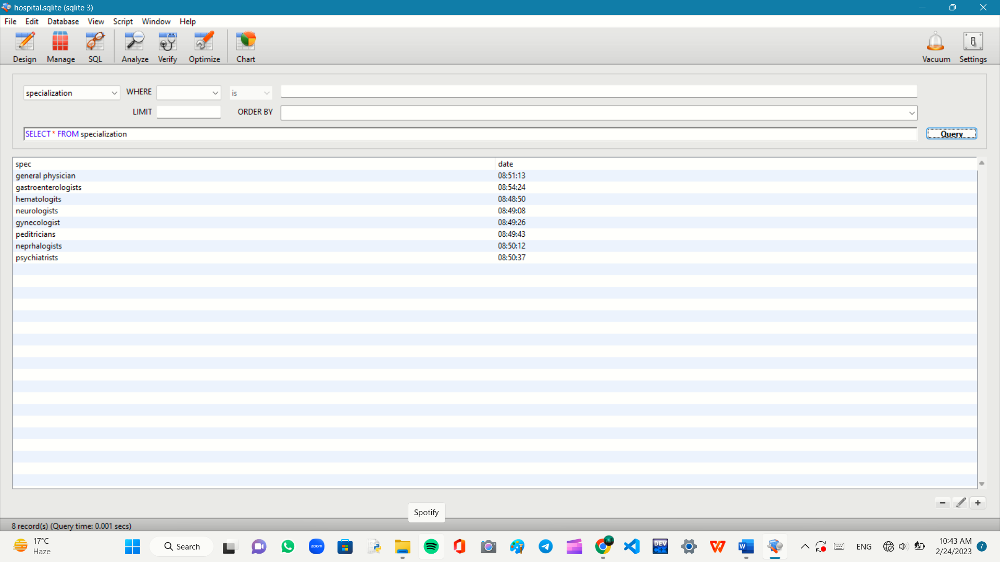 hospital.sqlite (sqlite 3)
File Edit Database View Script Window Help
Design Manage SQL Analyze Verify Optimize Chart Vacuum Settings
specialization WHERE is
LIMIT ORDER BY
SELECT * FROM specialization Query
spec date
general physician 08:51:13
gastroenterologists 08:54:24
hematologits 08:48:50
neurologists 08:49:08
gynecologist 08:49:26
peditricians 08:49:43
neprhalogists 08:50:12
psychiatrists 08:50:37
Spotify
8 record(s) (Query time: 0.001 secs)
17°C
Haze
Search
zoom
DEV
C++
W
ENG
10:43 AM
2/24/2023
7